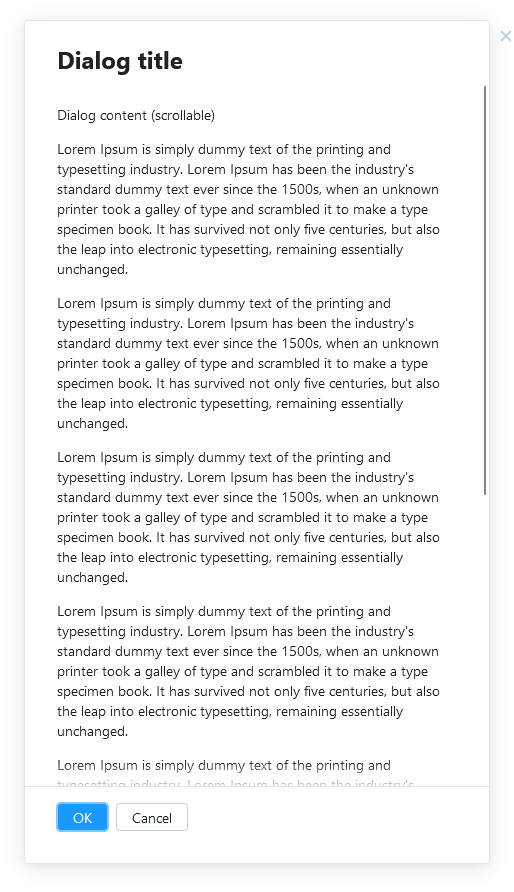 Dialog title
Dialog content (scrollable)
Lorem Ipsum is simply dummy text of the printing and
typesetting industry. Lorem Ipsum has been the industry's
standard dummy text ever since the 1500s, when an unknown
printer took a galley of type and scrambled it to make a type
specimen book. It has survived not only five centuries, but also
the leap into electronic typesetting, remaining essentially
unchanged.
Lorem Ipsum is simply dummy text of the printing and
typesetting industry. Lorem Ipsum has been the industry's
standard dummy text ever since the 1500s, when an unknown
printer took a galley of type and scrambled it to make a type
specimen book. It has survived not only five centuries, but also
the leap into electronic typesetting, remaining essentially
unchanged.
Lorem Ipsum is simply dummy text of the printing and
typesetting industry. Lorem Ipsum has been the industry's
standard dummy text ever since the 1500s, when an unknown
printer took a galley of type and scrambled it to make a type
specimen book. It has survived not only five centuries, but also
the leap into electronic typesetting, remaining essentially
unchanged.
Lorem Ipsum is simply dummy text of the printing and
typesetting industry. Lorem Ipsum has been the industry's
standard dummy text ever since the 1500s, when an unknown
printer took a galley of type and scrambled it to make a type
specimen book. It has survived not only five centuries, but also
the leap into electronic typesetting, remaining essentially
unchanged.
Lorem Ipsum is simply dummy text of the printing and
typesetting industry. Lorem Ipsum has been the industry's
OK
Cancel